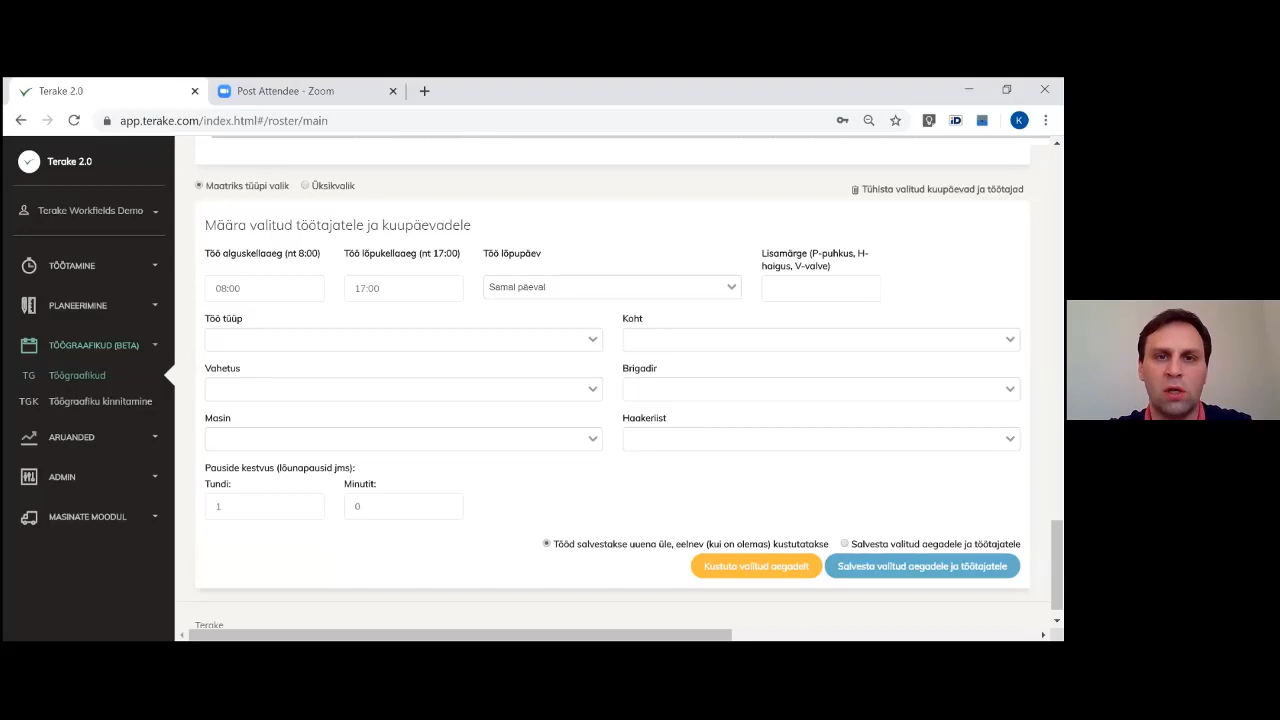 Terake 2.0
Post Attendee - Zoom
app.terake.com/index.html#/roster/main
K
Terake 2.0
Terake Workfields Demo
TÖÖTAMINE
PLANEERIMINE
TÖÖGRAAFIKUD (BETA)
TG Töögraafikud
TGK Töögraafiku kinnitamine
ARUANDED
ADMIN
MASINATE MOODUL
Maatriks tüüpi valik Üksikvalik
Tühista valitud kuupäevad ja töötajad
Määra valitud töötajatele ja kuupäevadele
Töö alguskellaaeg (nt 8:00) Töö lõpukellaaeg (nt 17:00) Töö lõpupäev Lisamärge (P-puhkus, H-
haigus, V-valve)
08:00 17:00 Samal päeval
Töö tüüp Koht
Vahetus Brigadir
Masin Haakeriist
Pauside kestvus (lõunapausid jms):
Tundi: Minutit:
1 0
Tööd salvestakse uuena üle, eelnev (kui on olemas) kustutatakse Salvesta valitud aegadele ja töötajatele
Kustuta valitud aegadelt Salvesta valitud aegadele ja töötajatele
Terake